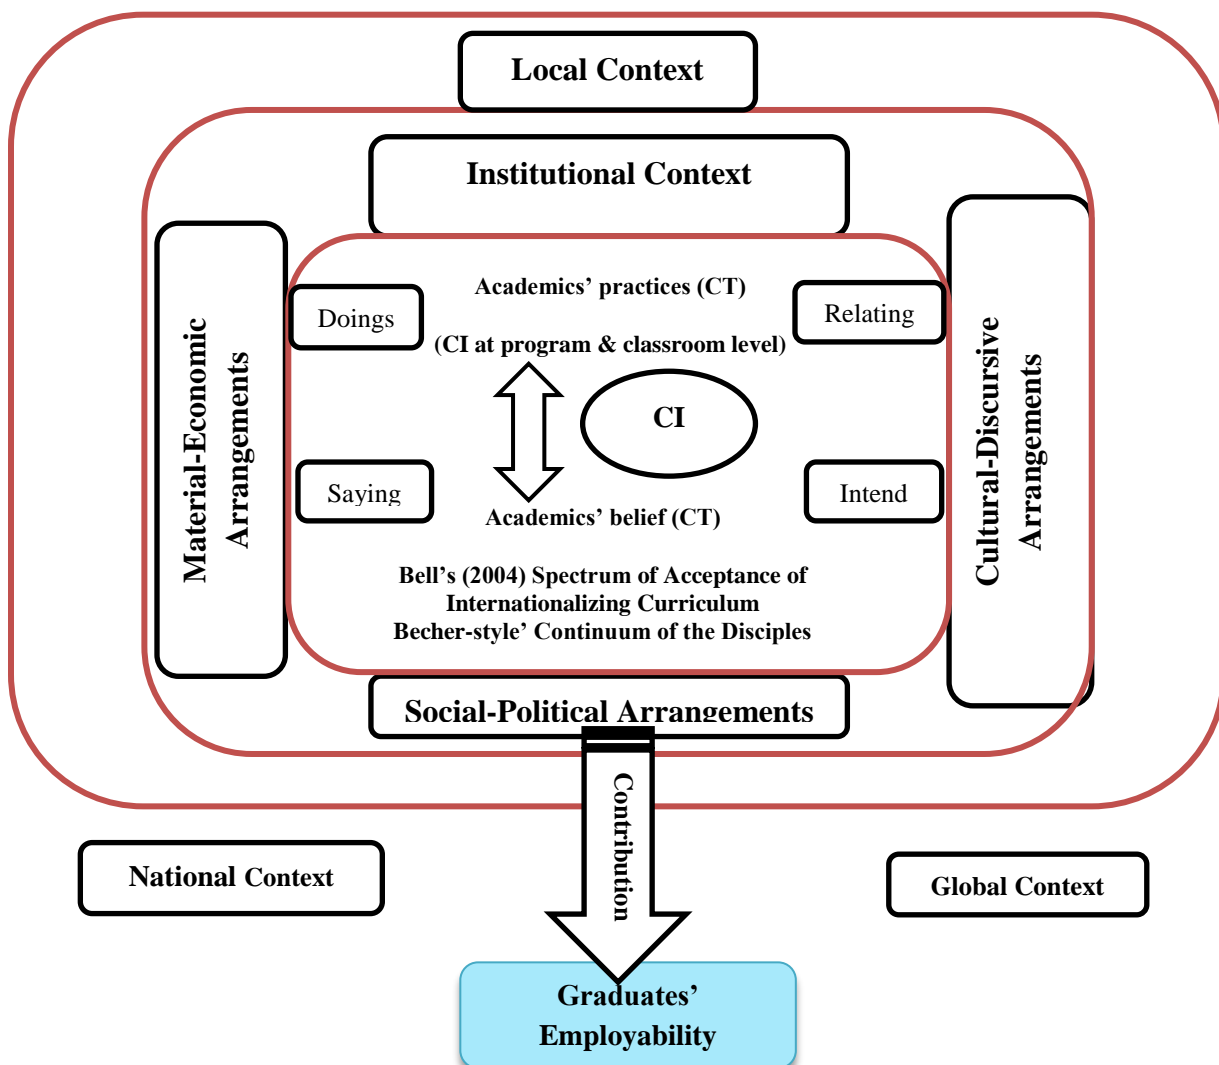 Local Context
Institutional Context
Academics’ practices (CT)
Doings
Relating
(CI at program & classroom level)
CI
Material-Economic
Arrangements
Cultural-Discursive
Arrangements
Saying
Intend
Academics’ belief (CT)
Bell’s (2004) Spectrum of Acceptance of
Internationalizing Curriculum
Becher-style’ Continuum of the Disciples
Social-Political Arrangements
Contribution
National Context
Global Context
Graduates’
Employability